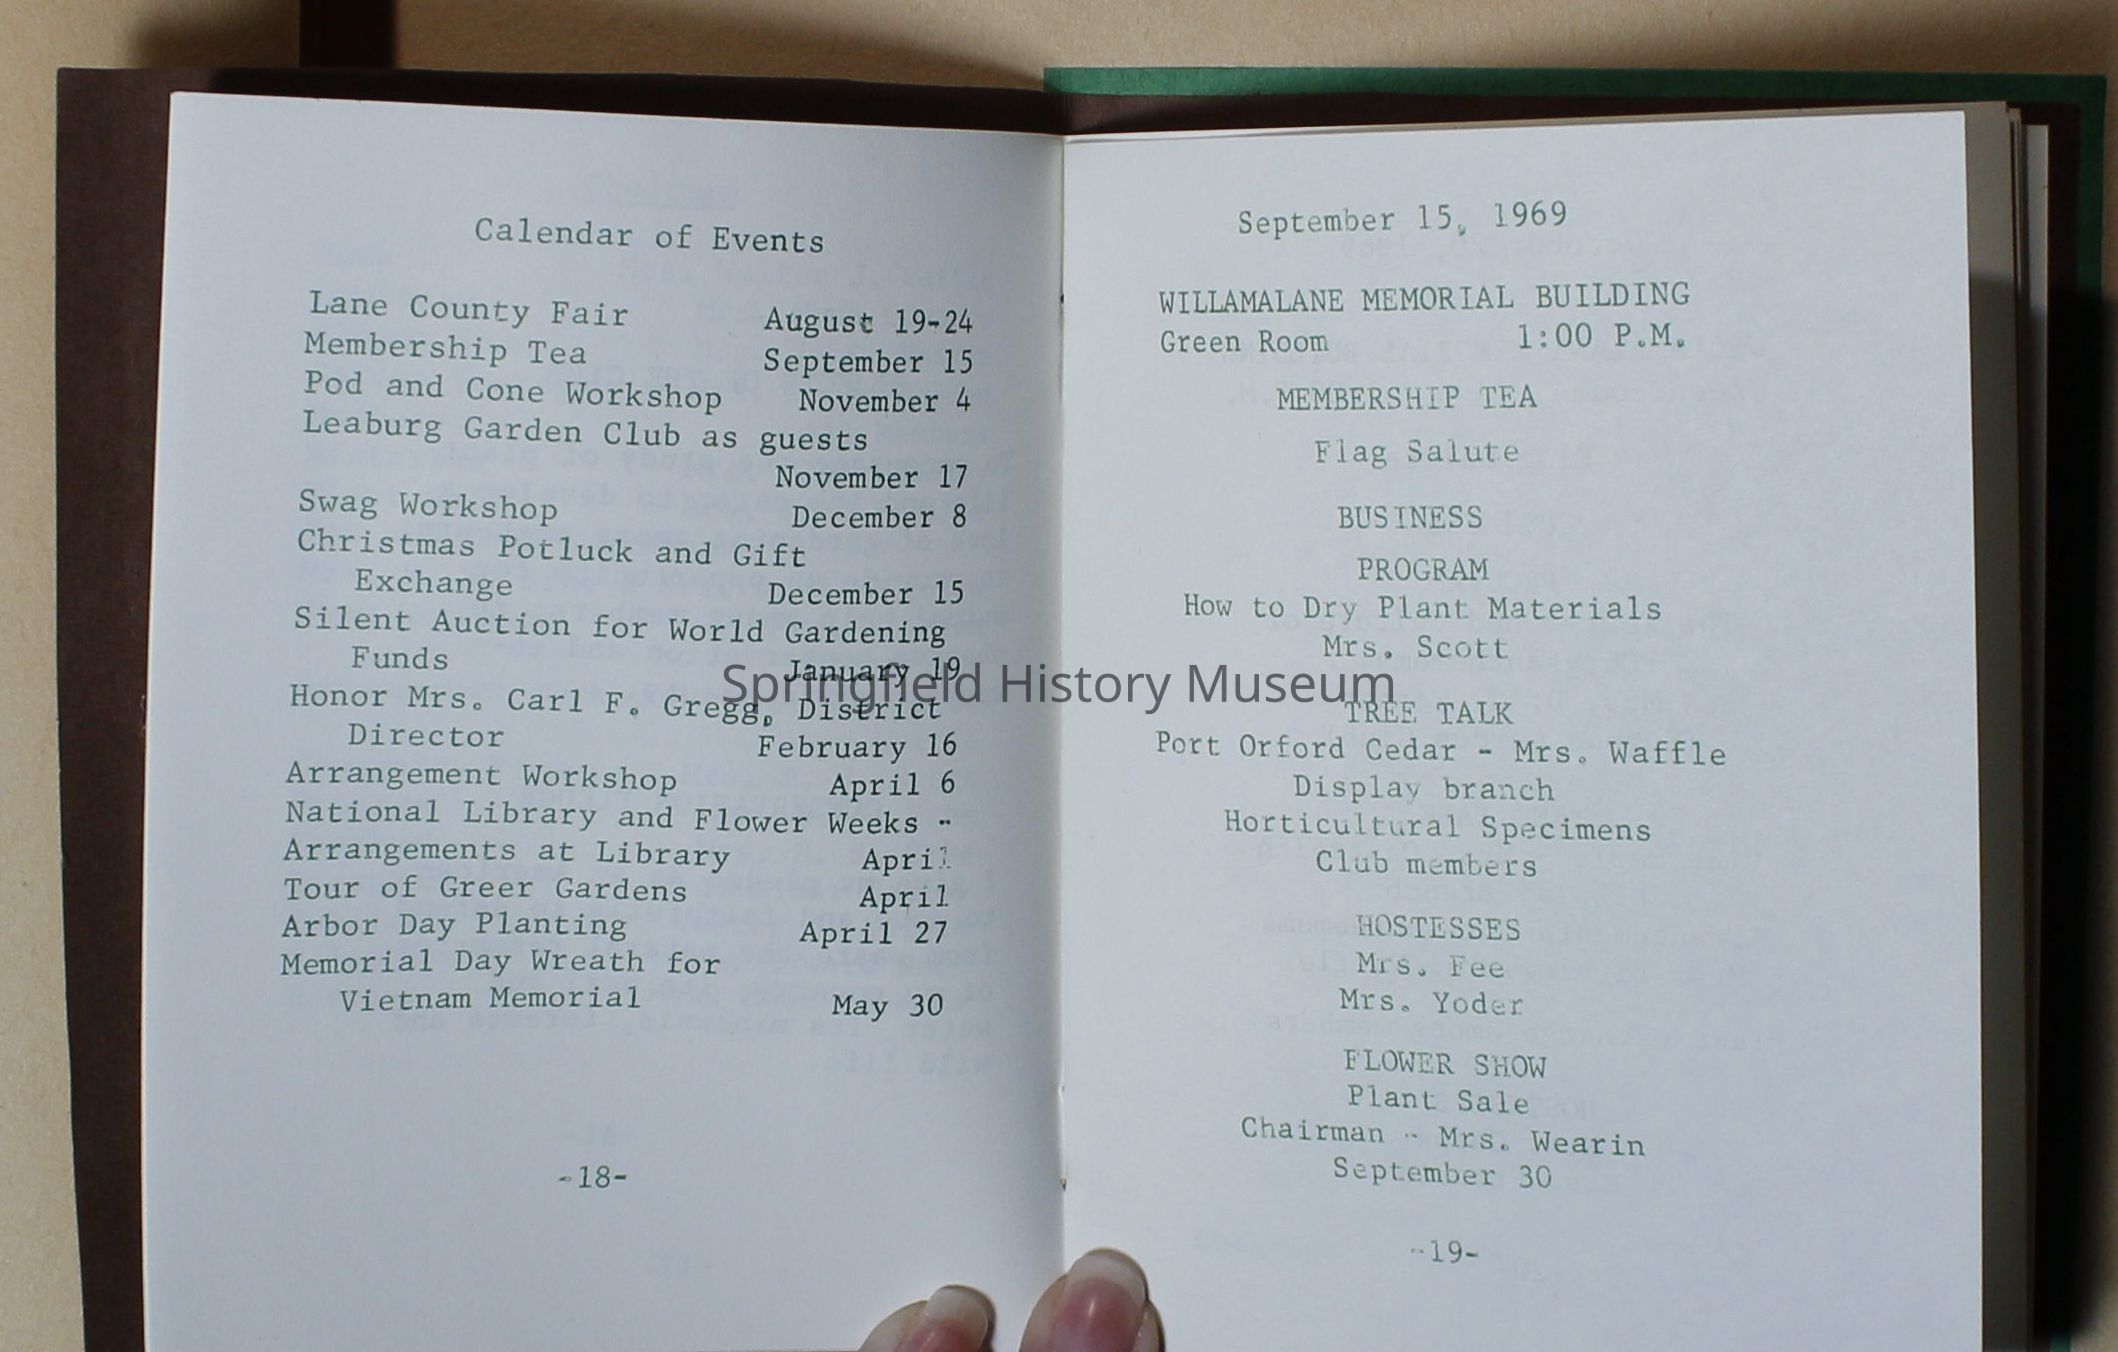 Calendar of Events
Lane County Fair August 19-24
Membership Tea September 15
Pod and Cone Workshop November 4
Leaburg Garden Club as guests
November 17
Swag Workshop December 8
Christmas Potluck and Gift
Exchange December 15
Silent Auction for World Gardening
Funds January 19
Honor Mrs. Carl F. Gregg, District
Director February 16
Arrangement Workshop April 6
National Library and Flower Weeks -
Arrangements at Library April
Tour of Greer Gardens April
Arbor Day Planting April 27
Memorial Day Wreath for
Vietnam Memorial May 30
-18-
September 15, 1969
WILLAMALANE MEMORIAL BUILDING
Green Room 1:00 P.M.
MEMBERSHIP TEA
Flag Salute
BUSINESS
PROGRAM
How to Dry Plant Materials
Mrs. Scott
TREE TALK
Port Orford Cedar - Mrs. Waffle
Display branch
Horticultural Specimens
Club members
HOSTESSES
Mrs. Fee
Mrs. Yoder
FLOWER SHOW
Plant Sale
Chairman - Mrs. Wearin
September 30
-19-
Springfield History Museum